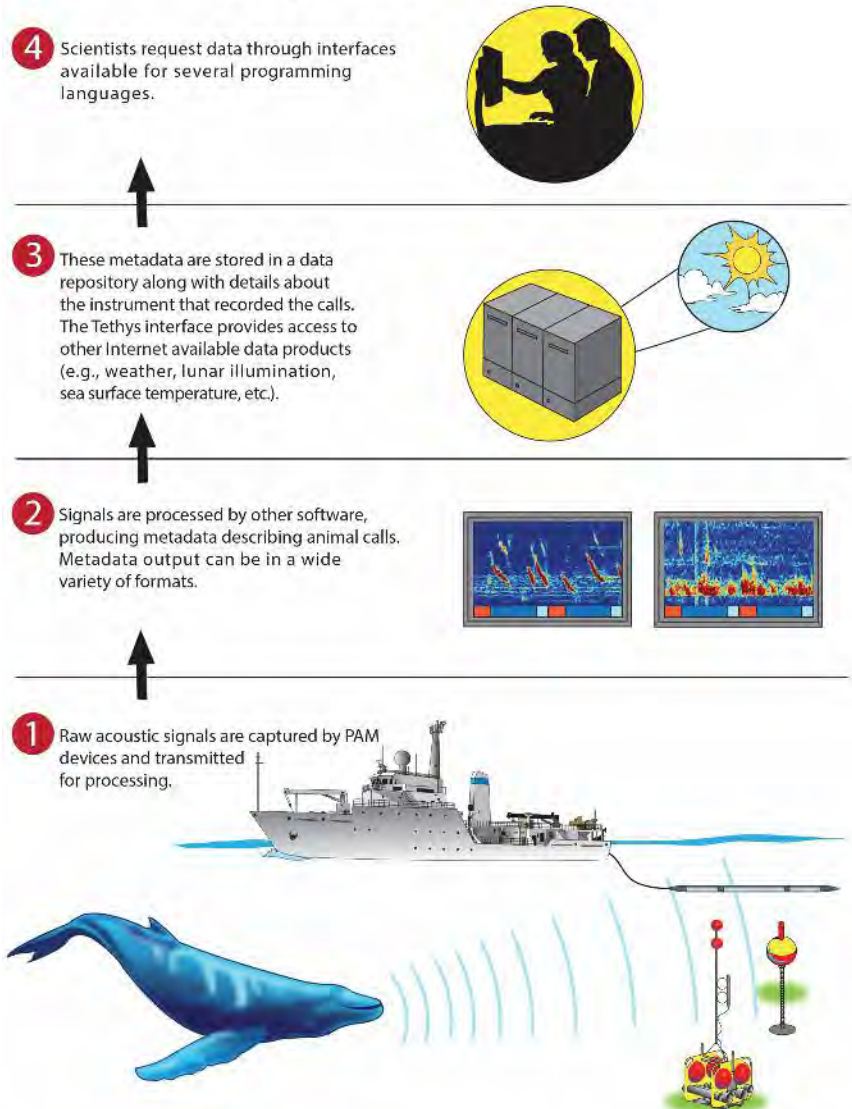 4 Scientists request data through interfaces
available for several programming
languages.
3 These metadata are stored in a data
repository along with details about
the instrument that recorded the calls.
The Tethys interface provides access to
other Internet available data products
(e.g., weather, lunar illumination,
sea surface temperature, etc.).
2 Signals are processed by other software,
producing metadata describing animal calls.
Metadata output can be in a wide
variety of formats.
1 Raw acoustic signals are captured by PAM
devices and transmitted
for processing.